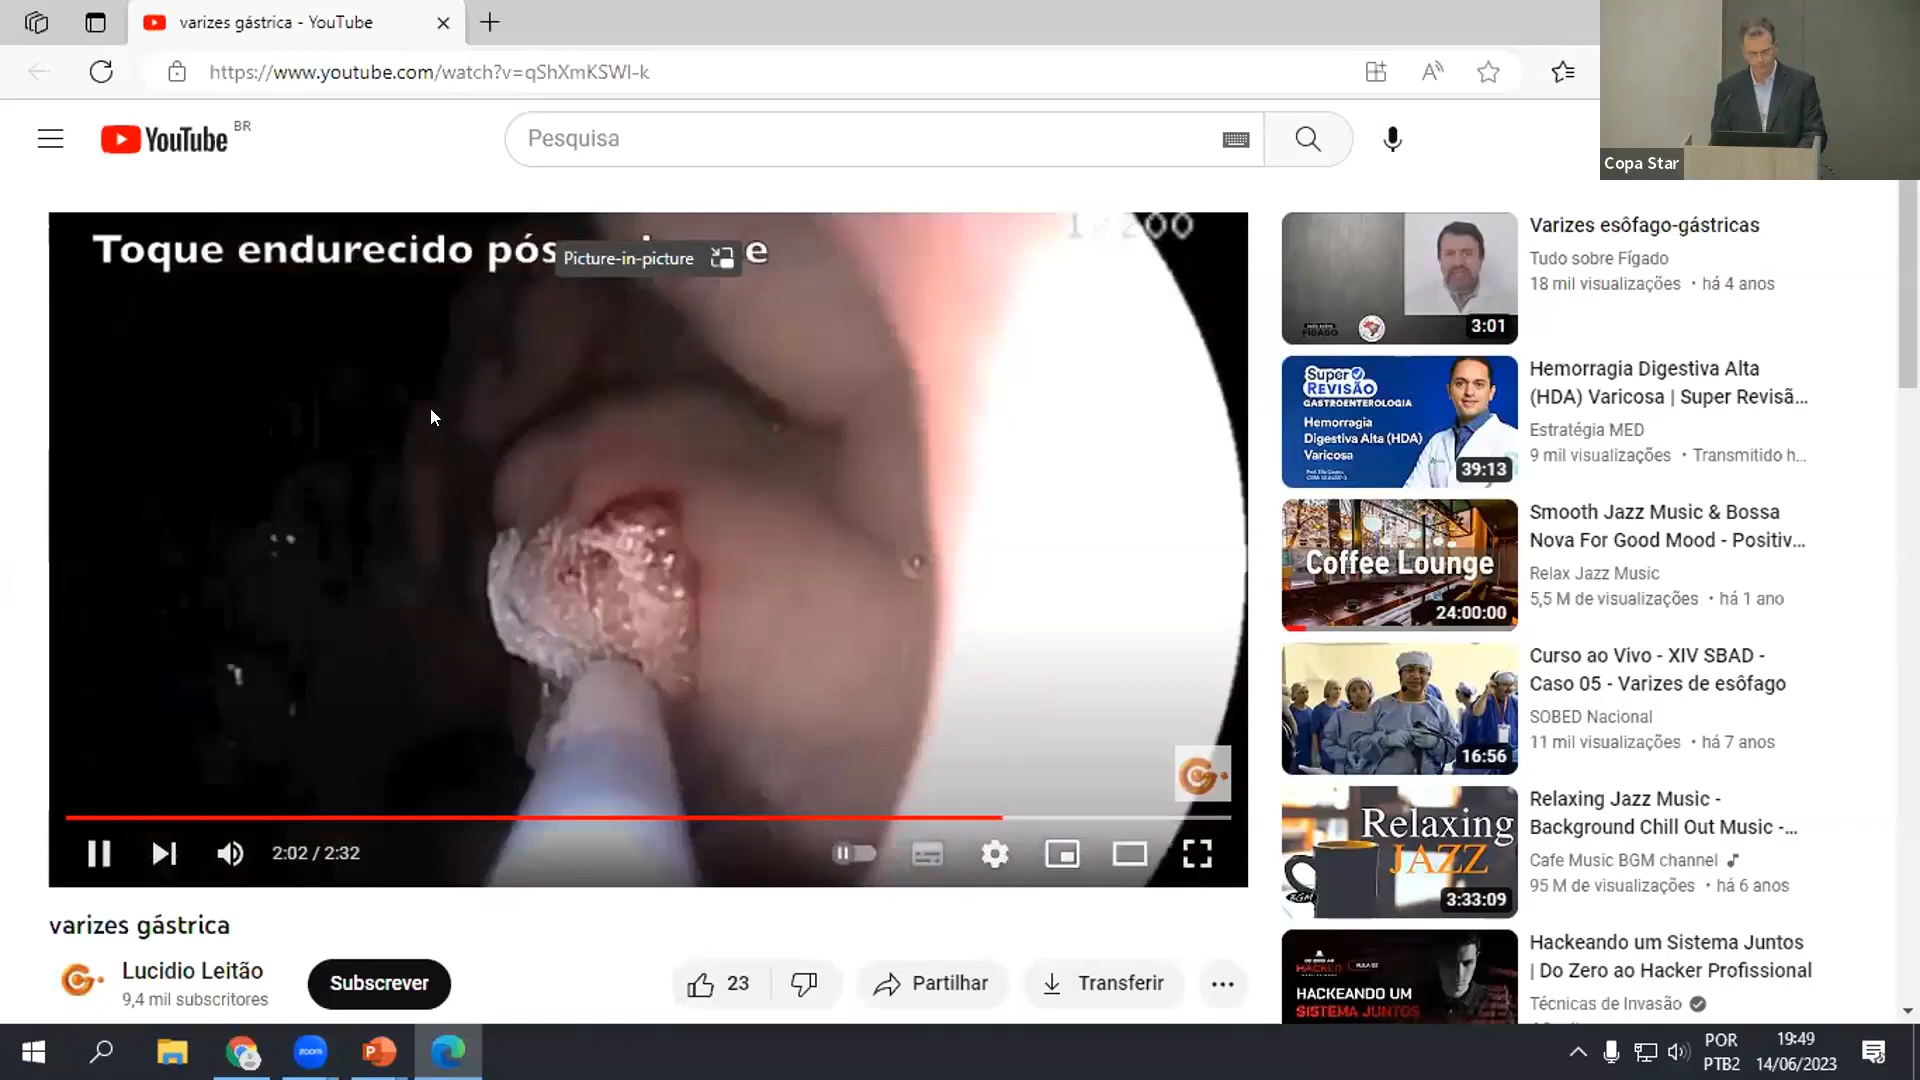 varizes gástrica - YouTube
https://www.youtube.com/watch?v=qShXmKSWI-k
YouTube BR
Pesquisa
Copa Star
Toque endurecido
Picture-in-picture
1/200
2:02 / 2:32
varizes gástrica
Lucidio Leitão
9,4 mil subscritores
Subscrever
23
Partilhar
Transferir
Varizes esôfago-gástricas
Tudo sobre Fígado
18 mil visualizações • há 4 anos
3:01
Super
REVISÃO
GASTROENTEROLOGIA
Hemorragia
Digestiva Alta (HDA)
Varicosa
39:13
Hemorragia Digestiva Alta
(HDA) Varicosa | Super Revisã...
Estratégia MED
9 mil visualizações • Transmitido h...
Coffee Lounge
24:00:00
Smooth Jazz Music & Bossa
Nova For Good Mood - Positiv...
Relax Jazz Music
5,5 M de visualizações • há 1 ano
16:56
Curso ao Vivo - XIV SBAD -
Caso 05 - Varizes de esôfago
SOBED Nacional
11 mil visualizações • há 7 anos
Relaxing
JAZZ
BGM
3:33:09
Relaxing Jazz Music -
Background Chill Out Music -...
Cafe Music BGM channel
95 M de visualizações • há 6 anos
HACKEANDO UM
SISTEMA JUNTOS
Hackeando um Sistema Juntos
| Do Zero ao Hacker Profissional
Técnicas de Invasão
zoom
POR
PTB2
19:49
14/06/2023